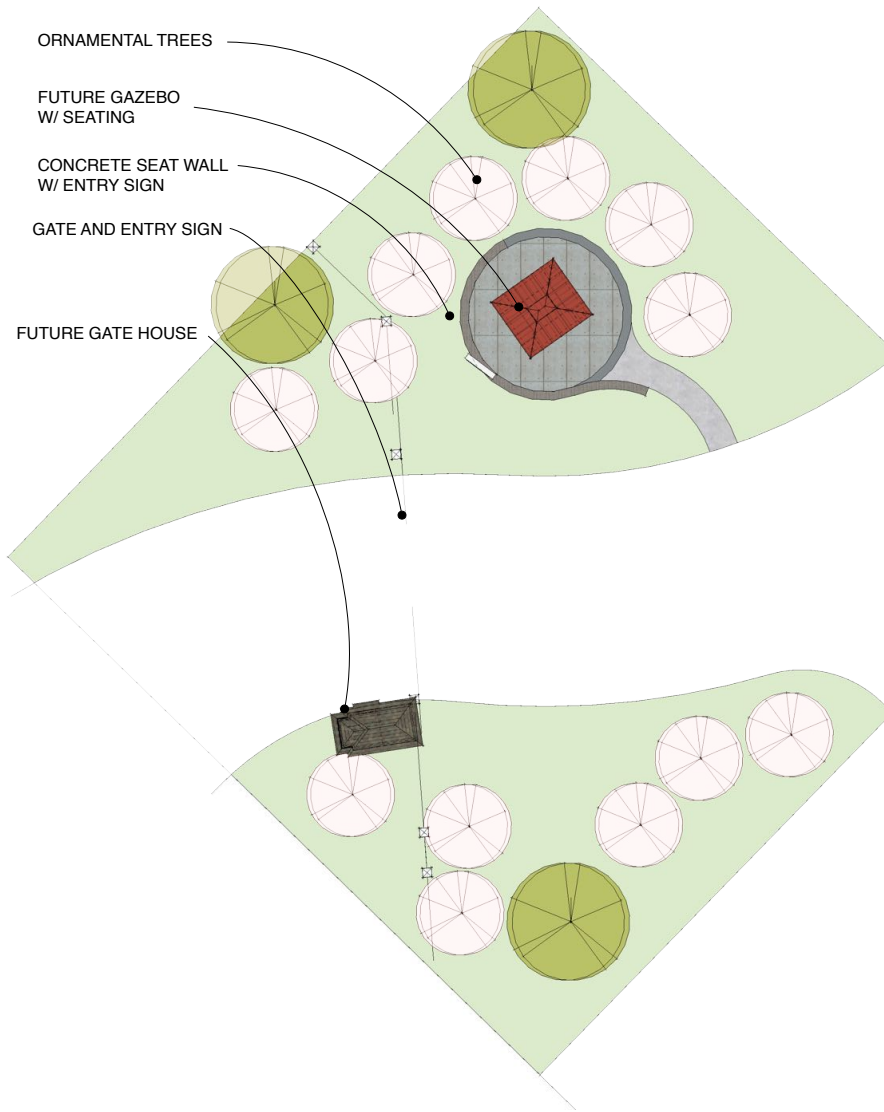 ORNAMENTAL TREES
FUTURE GAZEBO
W/ SEATING
CONCRETE SEAT WALL
W/ ENTRY SIGN
GATE AND ENTRY SIGN
FUTURE GATE HOUSE